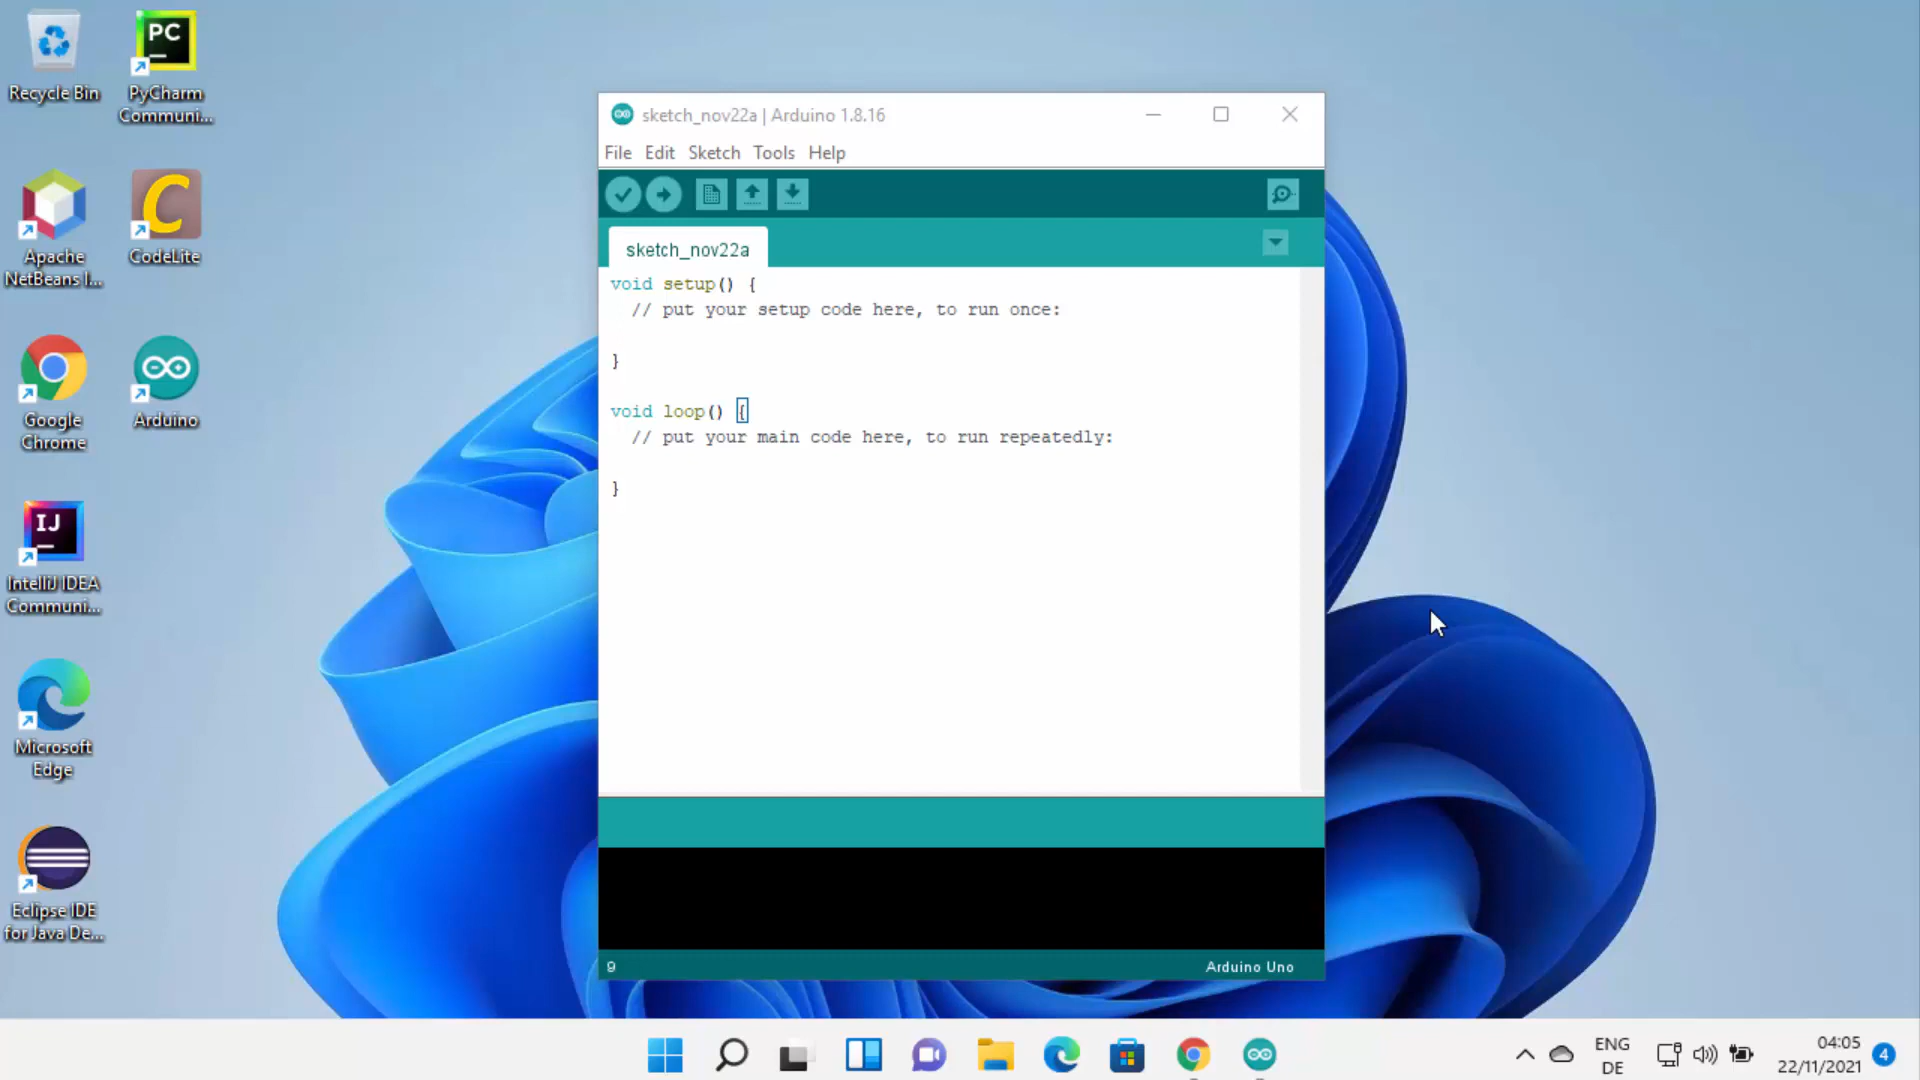 Recycle Bin
PyCharm
Communi...
PC
Apache
NetBeans I...
CodeLite
C
Google
Chrome
Arduino
IJ
IntelliJ IDEA
Communi...
Microsoft
Edge
Eclipse IDE
for Java De...
sketch_nov22a | Arduino 1.8.16
File Edit Sketch Tools Help
sketch_nov22a
void setup() {
// put your setup code here, to run once:
}
void loop() {
// put your main code here, to run repeatedly:
}
9
Arduino Uno
ENG
DE
04:05
22/11/2021
4